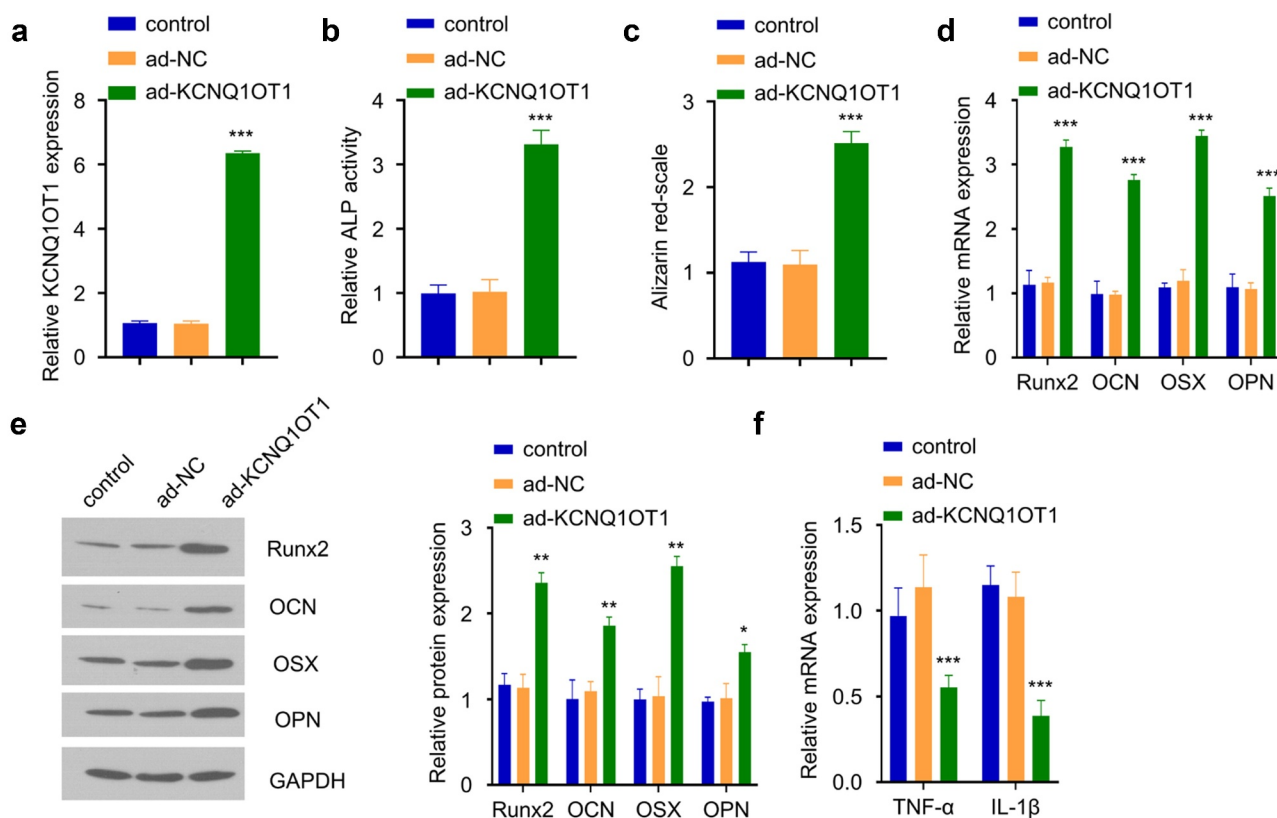 a
control
ad-NC
ad-KCNQ1OT1
Relative KCNQ1OT1 expression
8
6
4
2
0
***
b
control
ad-NC
ad-KCNQ1OT1
Relative ALP activity
4
3
2
1
0
***
c
control
ad-NC
ad-KCNQ1OT1
Alizarin red-scale
3
2
1
0
***
d
control
ad-NC
ad-KCNQ1OT1
Relative mRNA expression
4
3
2
1
0
*** *** *** ***
Runx2 OCN OSX OPN
e
control ad-NC ad-KCNQ1OT1
Runx2
OCN
OSX
OPN
GAPDH
control
ad-NC
ad-KCNQ1OT1
Relative protein expression
3
2
1
0
** ** ** *
Runx2 OCN OSX OPN
f
control
ad-NC
ad-KCNQ1OT1
Relative mRNA expression
1.5
1.0
0.5
0.0
*** ***
TNF-α IL-1β